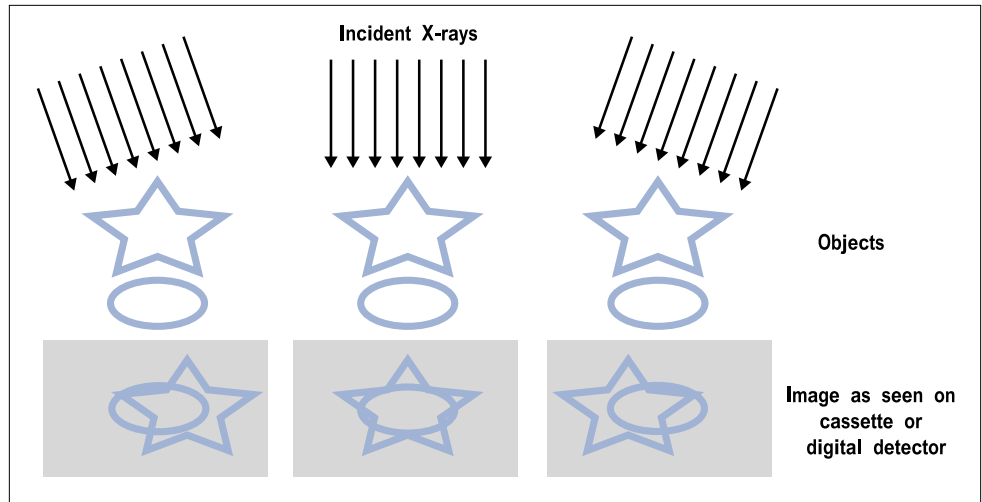 Incident X-rays
Objects
Image as seen on
cassette or
digital detector